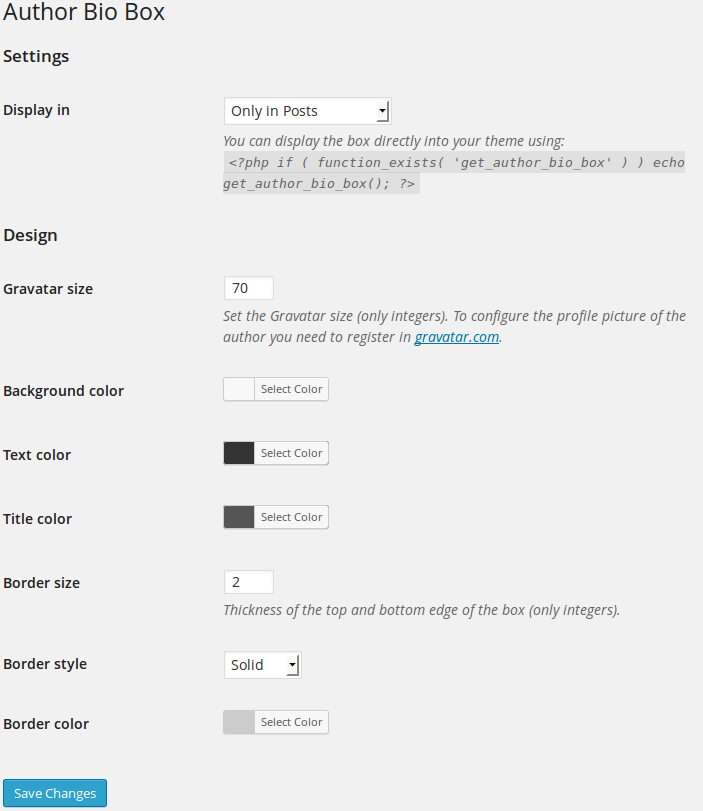 Author Bio Box
Settings
Display in
Only in Posts
You can display the box directly into your theme using:
<?php if ( function_exists( 'get_author_bio_box' ) ) echo
get_author_bio_box(); ?>
Design
Gravatar size
70
Set the Gravatar size (only integers). To configure the profile picture of the
author you need to register in gravatar.com.
Background color
Select Color
Text color
Select Color
Title color
Select Color
Border size
2
Thickness of the top and bottom edge of the box (only integers).
Border style
Solid
Border color
Select Color
Save Changes